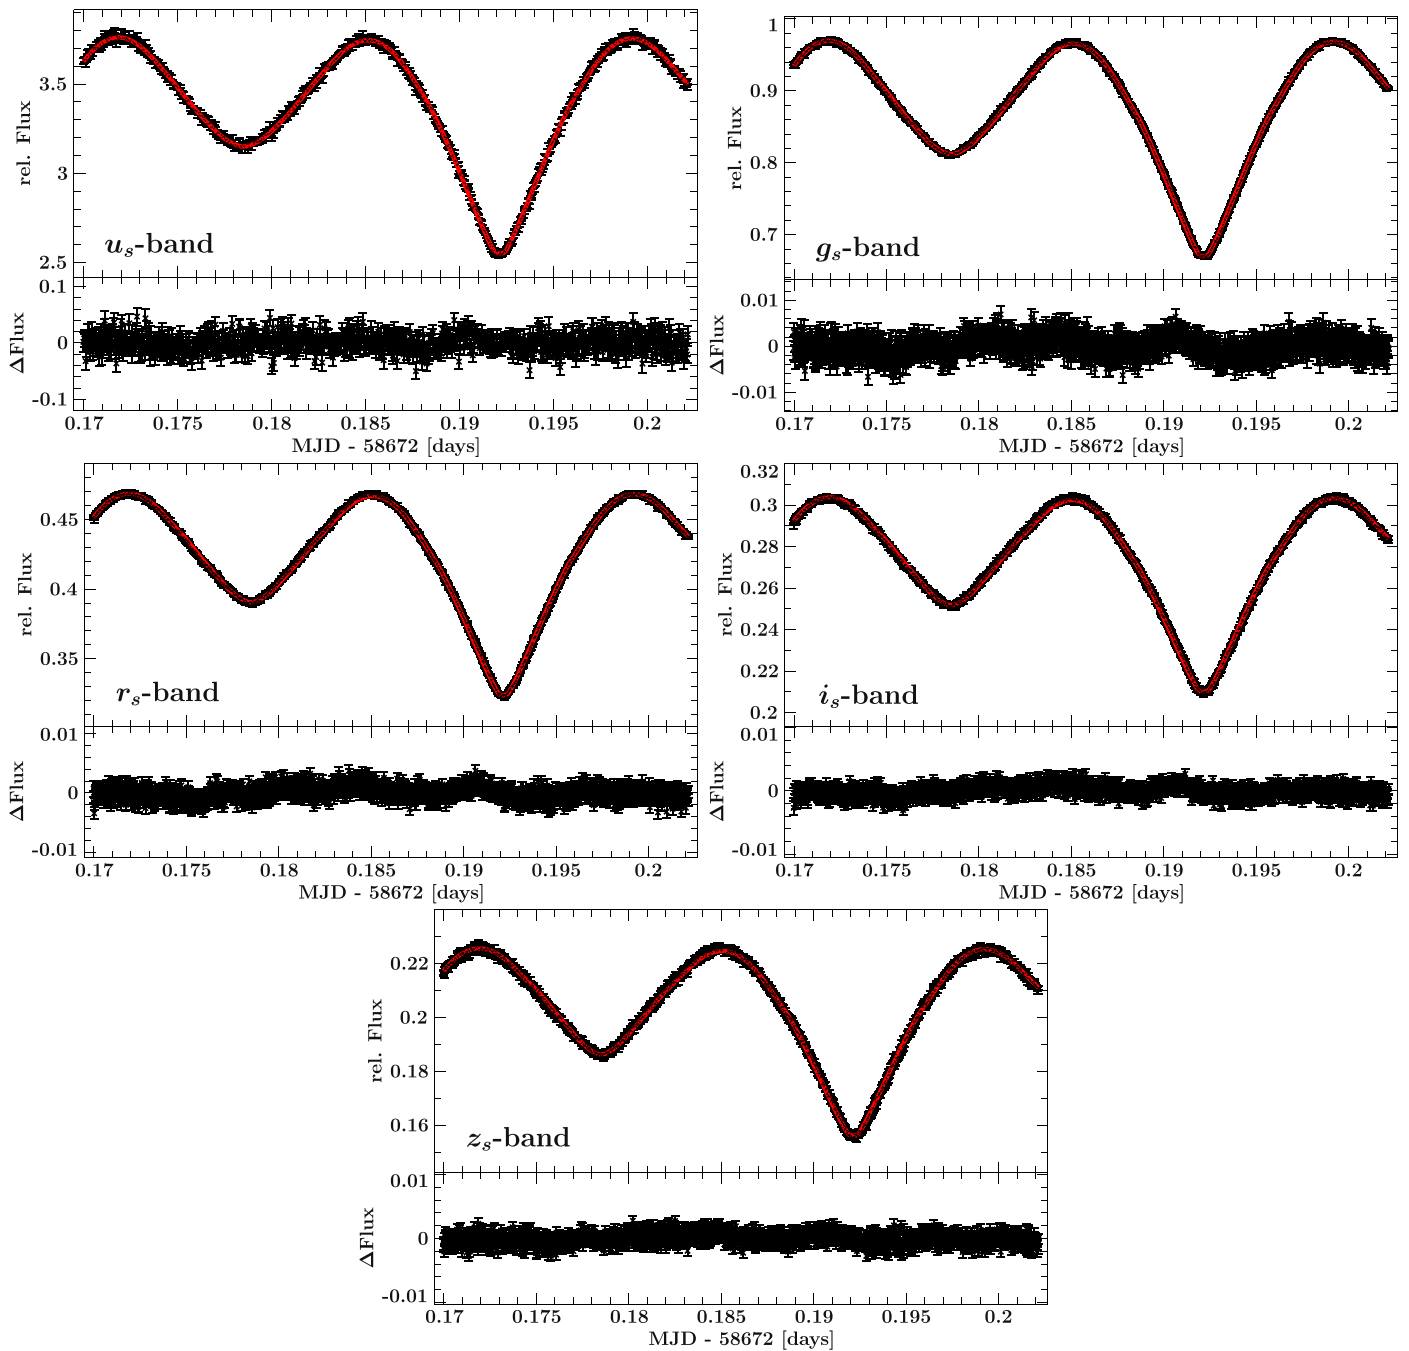 3.5
3
2.5
rel. Flux
u_s-band
0.1
0
-0.1
ΔFlux
0.17 0.175 0.18 0.185 0.19 0.195 0.2
MJD - 58672 [days]
1
0.9
0.8
0.7
rel. Flux
g_s-band
0.01
0
-0.01
ΔFlux
0.17 0.175 0.18 0.185 0.19 0.195 0.2
MJD - 58672 [days]
0.45
0.4
0.35
rel. Flux
r_s-band
0.01
0
-0.01
ΔFlux
0.17 0.175 0.18 0.185 0.19 0.195 0.2
MJD - 58672 [days]
0.32
0.3
0.28
0.26
0.24
0.22
0.2
rel. Flux
i_s-band
0.01
0
-0.01
ΔFlux
0.17 0.175 0.18 0.185 0.19 0.195 0.2
MJD - 58672 [days]
0.22
0.2
0.18
0.16
rel. Flux
z_s-band
0.01
0
-0.01
ΔFlux
0.17 0.175 0.18 0.185 0.19 0.195 0.2
MJD - 58672 [days]